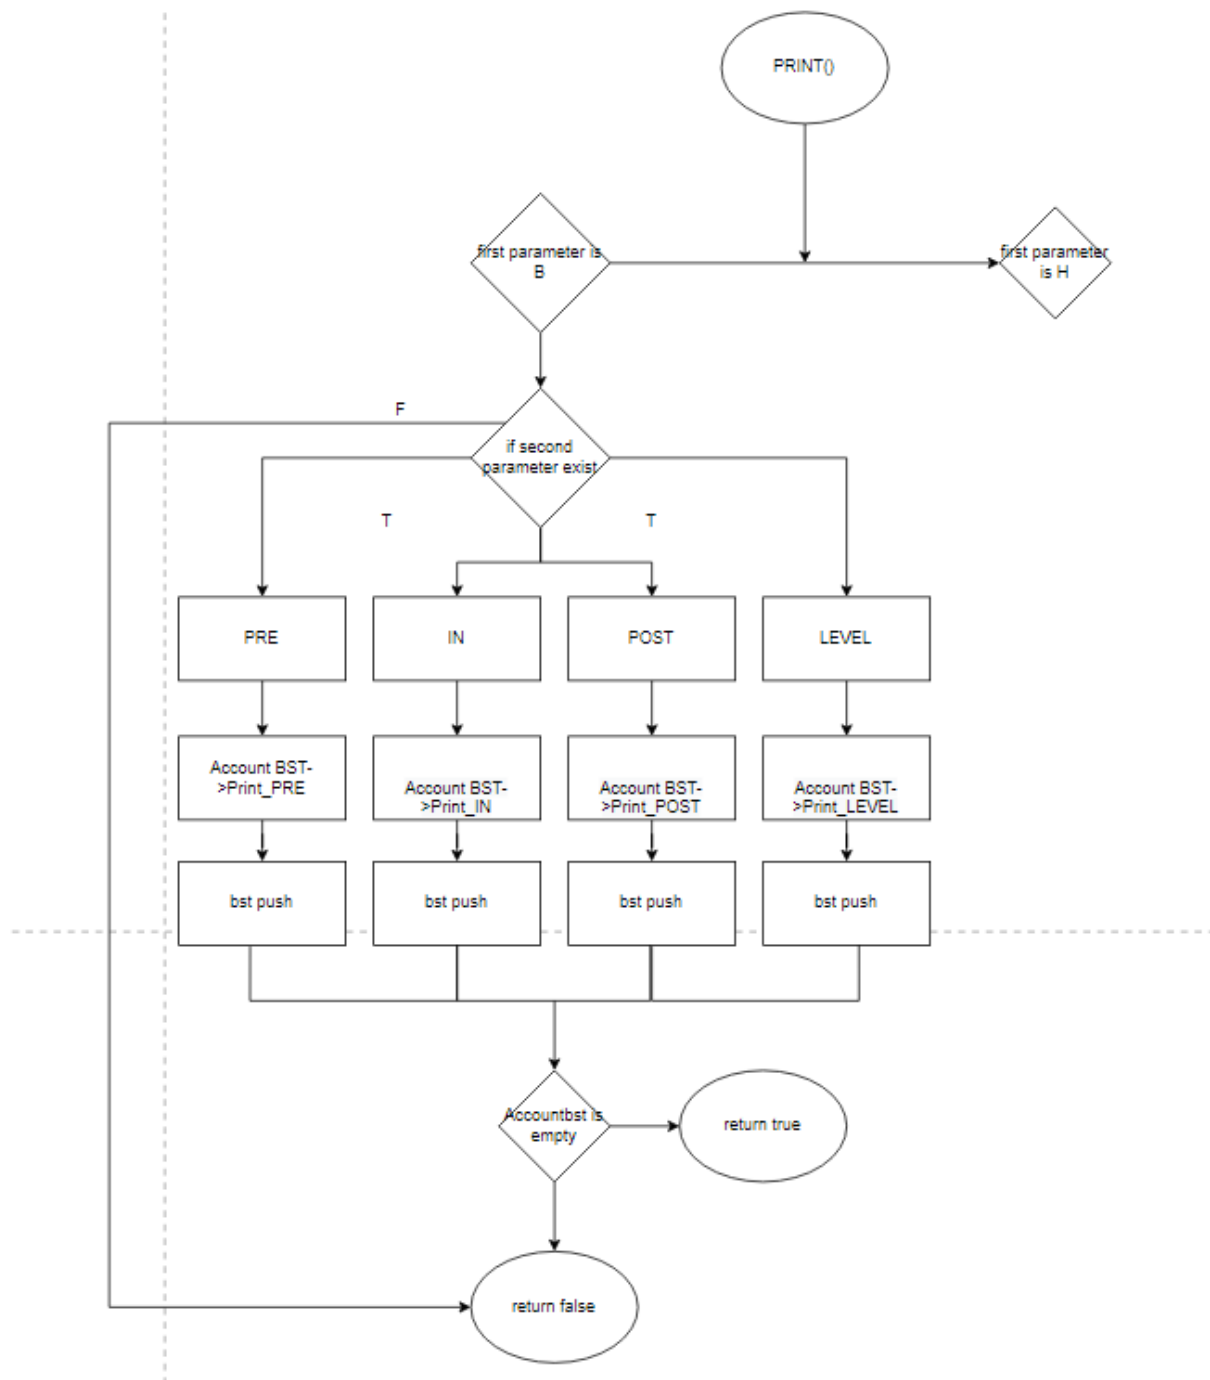 PRINT()
first parameter is
B
first parameter
is H
F
if second
parameter exist
T
T
PRE
IN
POST
LEVEL
Account BST-
>Print_PRE
Account BST-
>Print_IN
Account BST-
>Print_POST
Account BST-
>Print_LEVEL
bst push
bst push
bst push
bst push
Accountbst is
empty
return true
return false